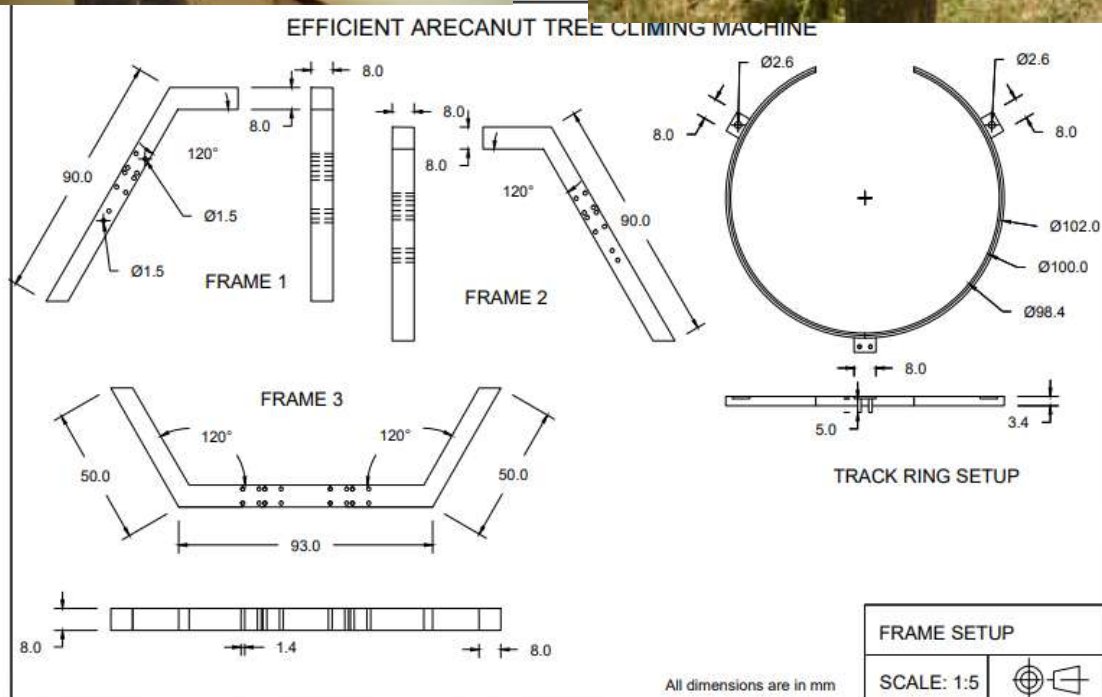 EFFICIENT ARECANUT TREE CLIMING MACHINE
90.0
120°
8.0
8.0
Ø1.5
Ø1.5
FRAME 1
8.0
8.0
120°
90.0
FRAME 2
Ø2.6
Ø2.6
8.0
8.0
Ø102.0
Ø100.0
Ø98.4
8.0
5.0
3.4
TRACK RING SETUP
FRAME 3
120°
120°
50.0
50.0
93.0
8.0
1.4
8.0
All dimensions are in mm
FRAME SETUP
SCALE: 1:5